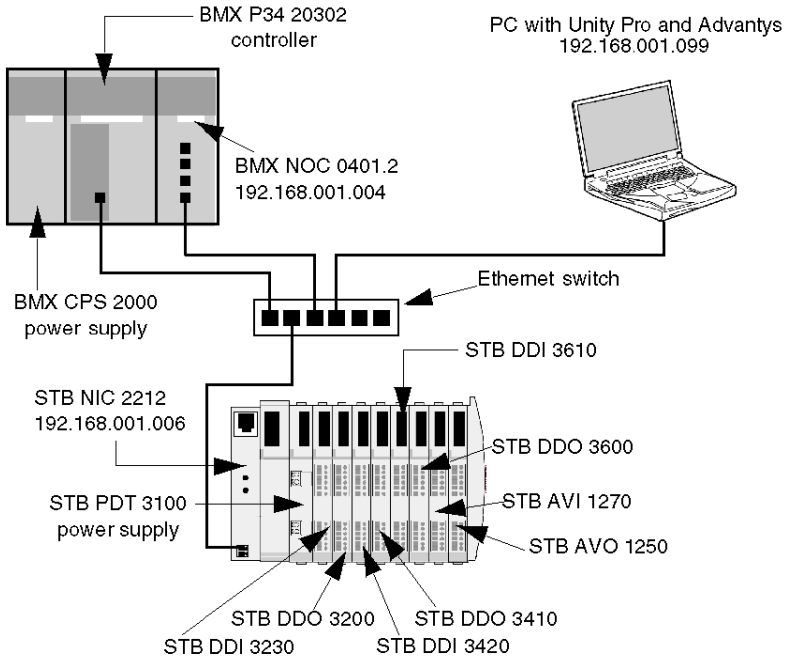 BMX P34 20302
controller
PC with Unity Pro and Advantys
192.168.001.099
BMX NOC 0401.2
192.168.001.004
BMX CPS 2000
power supply
Ethernet switch
STB DDI 3610
STB NIC 2212
192.168.001.006
STB DDO 3600
STB PDT 3100
power supply
STB AVI 1270
STB AVO 1250
STB DDO 3200
STB DDO 3410
STB DDI 3230
STB DDI 3420